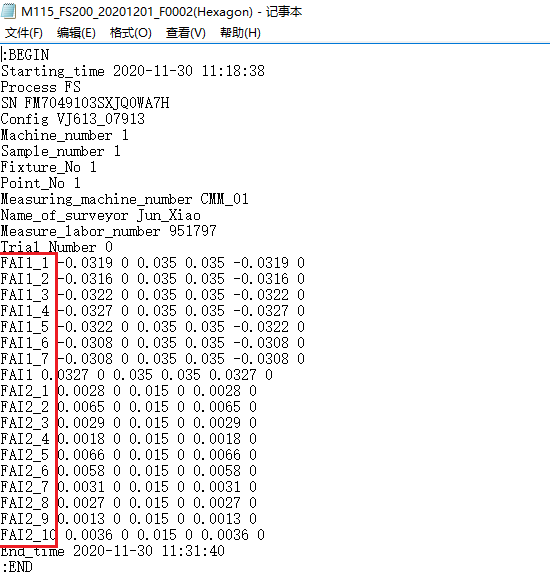 M115_FS200_20201201_F0002(Hexagon) - 记事本
文件(F) 编辑(E) 格式(O) 查看(V) 帮助(H)
:BEGIN
Starting_time 2020-11-30 11:18:38
Process FS
SN FM7049103SXJQ0WA7H
Config VJ613_07913
Machine_number 1
Sample_number 1
Fixture_No 1
Point_No 1
Measuring_machine_number CMM_01
Name_of_surveyor Jun_Xiao
Measure_labor_number 951797
Trial_Number 0
FAI1_1 -0.0319 0 0.035 0.035 -0.0319 0
FAI1_2 -0.0316 0 0.035 0.035 -0.0316 0
FAI1_3 -0.0322 0 0.035 0.035 -0.0322 0
FAI1_4 -0.0327 0 0.035 0.035 -0.0327 0
FAI1_5 -0.0322 0 0.035 0.035 -0.0322 0
FAI1_6 -0.0308 0 0.035 0.035 -0.0308 0
FAI1_7 -0.0308 0 0.035 0.035 -0.0308 0
FAI1 0.0327 0 0.035 0.035 0.0327 0
FAI2_1 0.0028 0 0.015 0 0.0028 0
FAI2_2 0.0065 0 0.015 0 0.0065 0
FAI2_3 0.0029 0 0.015 0 0.0029 0
FAI2_4 0.0018 0 0.015 0 0.0018 0
FAI2_5 0.0066 0 0.015 0 0.0066 0
FAI2_6 0.0058 0 0.015 0 0.0058 0
FAI2_7 0.0031 0 0.015 0 0.0031 0
FAI2_8 0.0027 0 0.015 0 0.0027 0
FAI2_9 0.0013 0 0.015 0 0.0013 0
FAI2_10 0.0036 0 0.015 0 0.0036 0
End_time 2020-11-30 11:31:40
:END